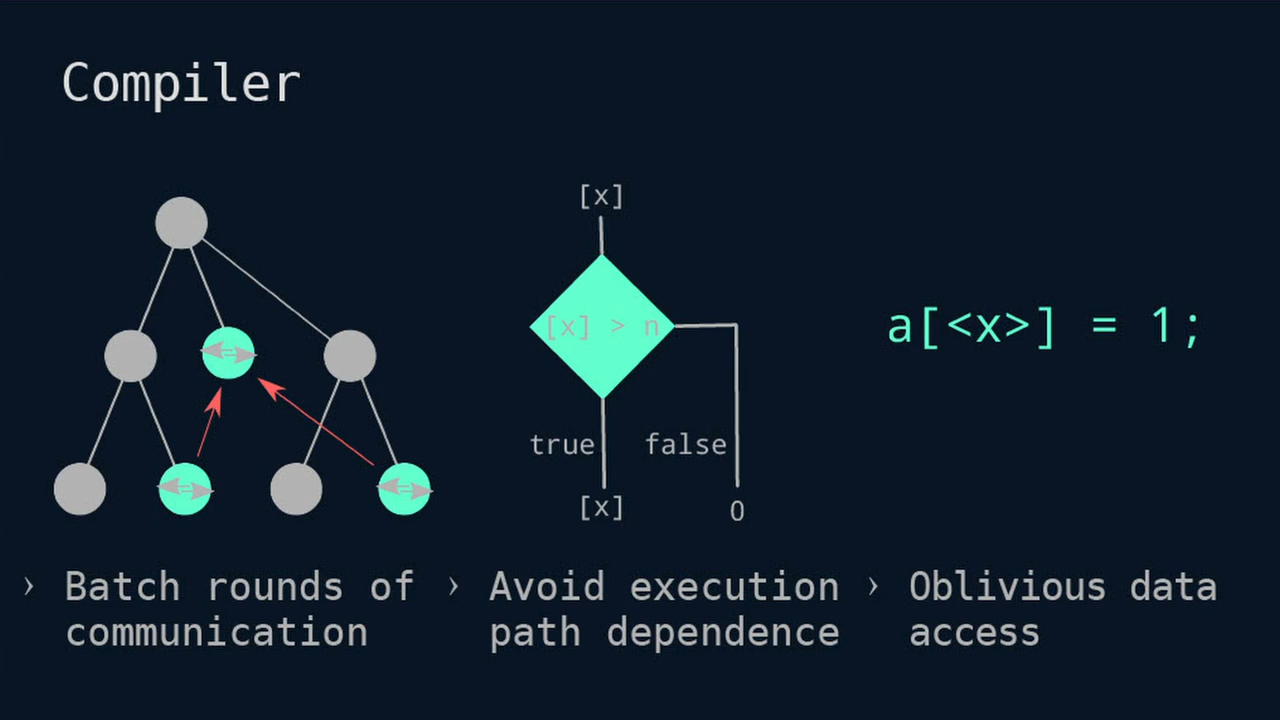 Compiler
[x]
[x] > n
true
false
[x]
0
a[<x>] = 1;
› Batch rounds of
communication
› Avoid execution
path dependence
› Oblivious data
access